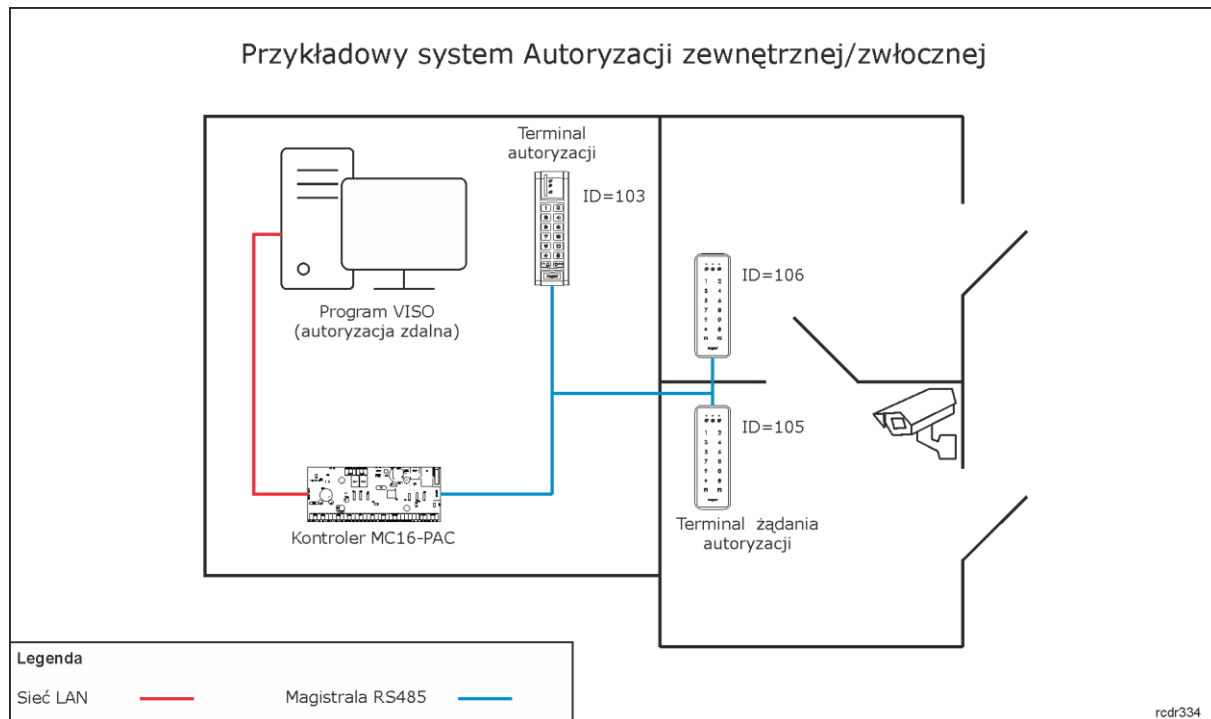 Przykładowy system Autoryzacji zewnętrznej/zwłocznej
Terminal
autoryzacji
ID=103
Program VISO
(autoryzacja zdalna)
ID=106
ID=105
Terminal żądania
autoryzacji
Kontroler MC16-PAC
Legenda
Sieć LAN
Magistrala RS485
rcdr334